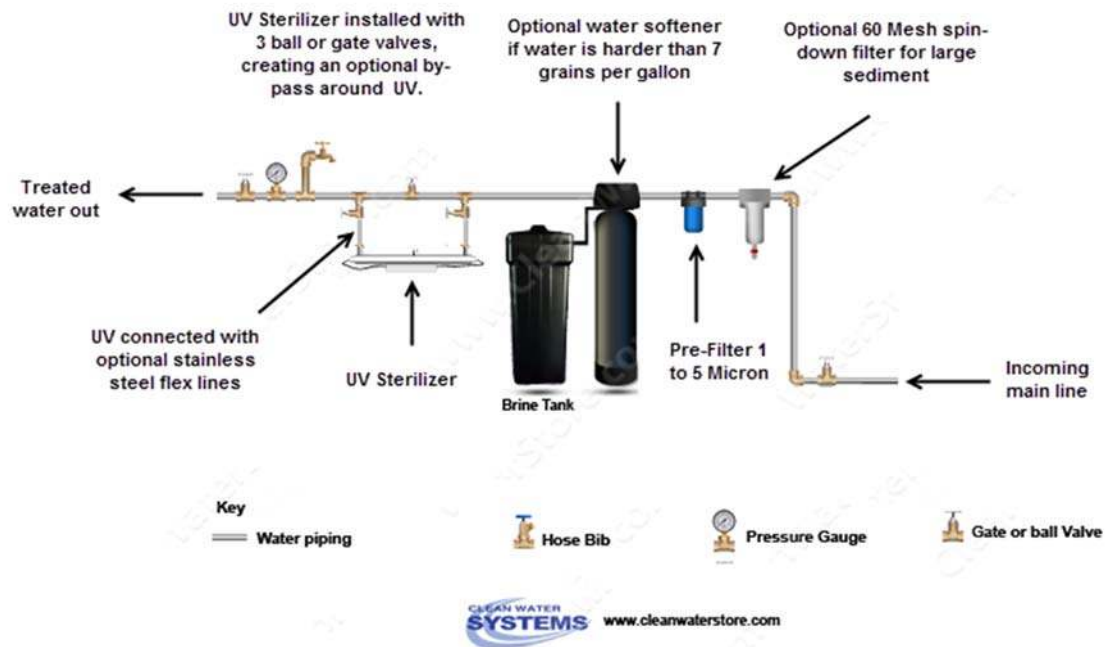 UV Sterilizer installed with
3 ball or gate valves,
creating an optional by-
pass around UV.
Optional water softener
if water is harder than 7
grains per gallon
Optional 60 Mesh spin-
down filter for large
sediment
Treated
water out
UV connected with
optional stainless
steel flex lines
UV Sterilizer
Brine Tank
Pre-Filter 1
to 5 Micron
Incoming
main line
Key
Water piping
Hose Bib
Pressure Gauge
Gate or ball Valve
CLEAN WATER
SYSTEMS
www.cleanwaterstore.com